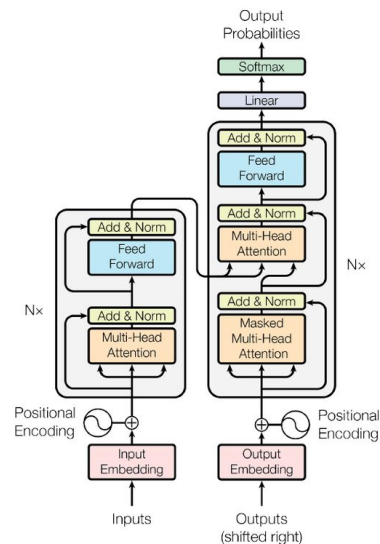 Output
Probabilities
Softmax
Linear
Add & Norm
Feed
Forward
Add & Norm
Multi-Head
Attention
Add & Norm
Masked
Multi-Head
Attention
N×
Add & Norm
Feed
Forward
Add & Norm
Multi-Head
Attention
N×
Positional
Encoding
Positional
Encoding
Input
Embedding
Output
Embedding
Inputs
Outputs
(shifted right)